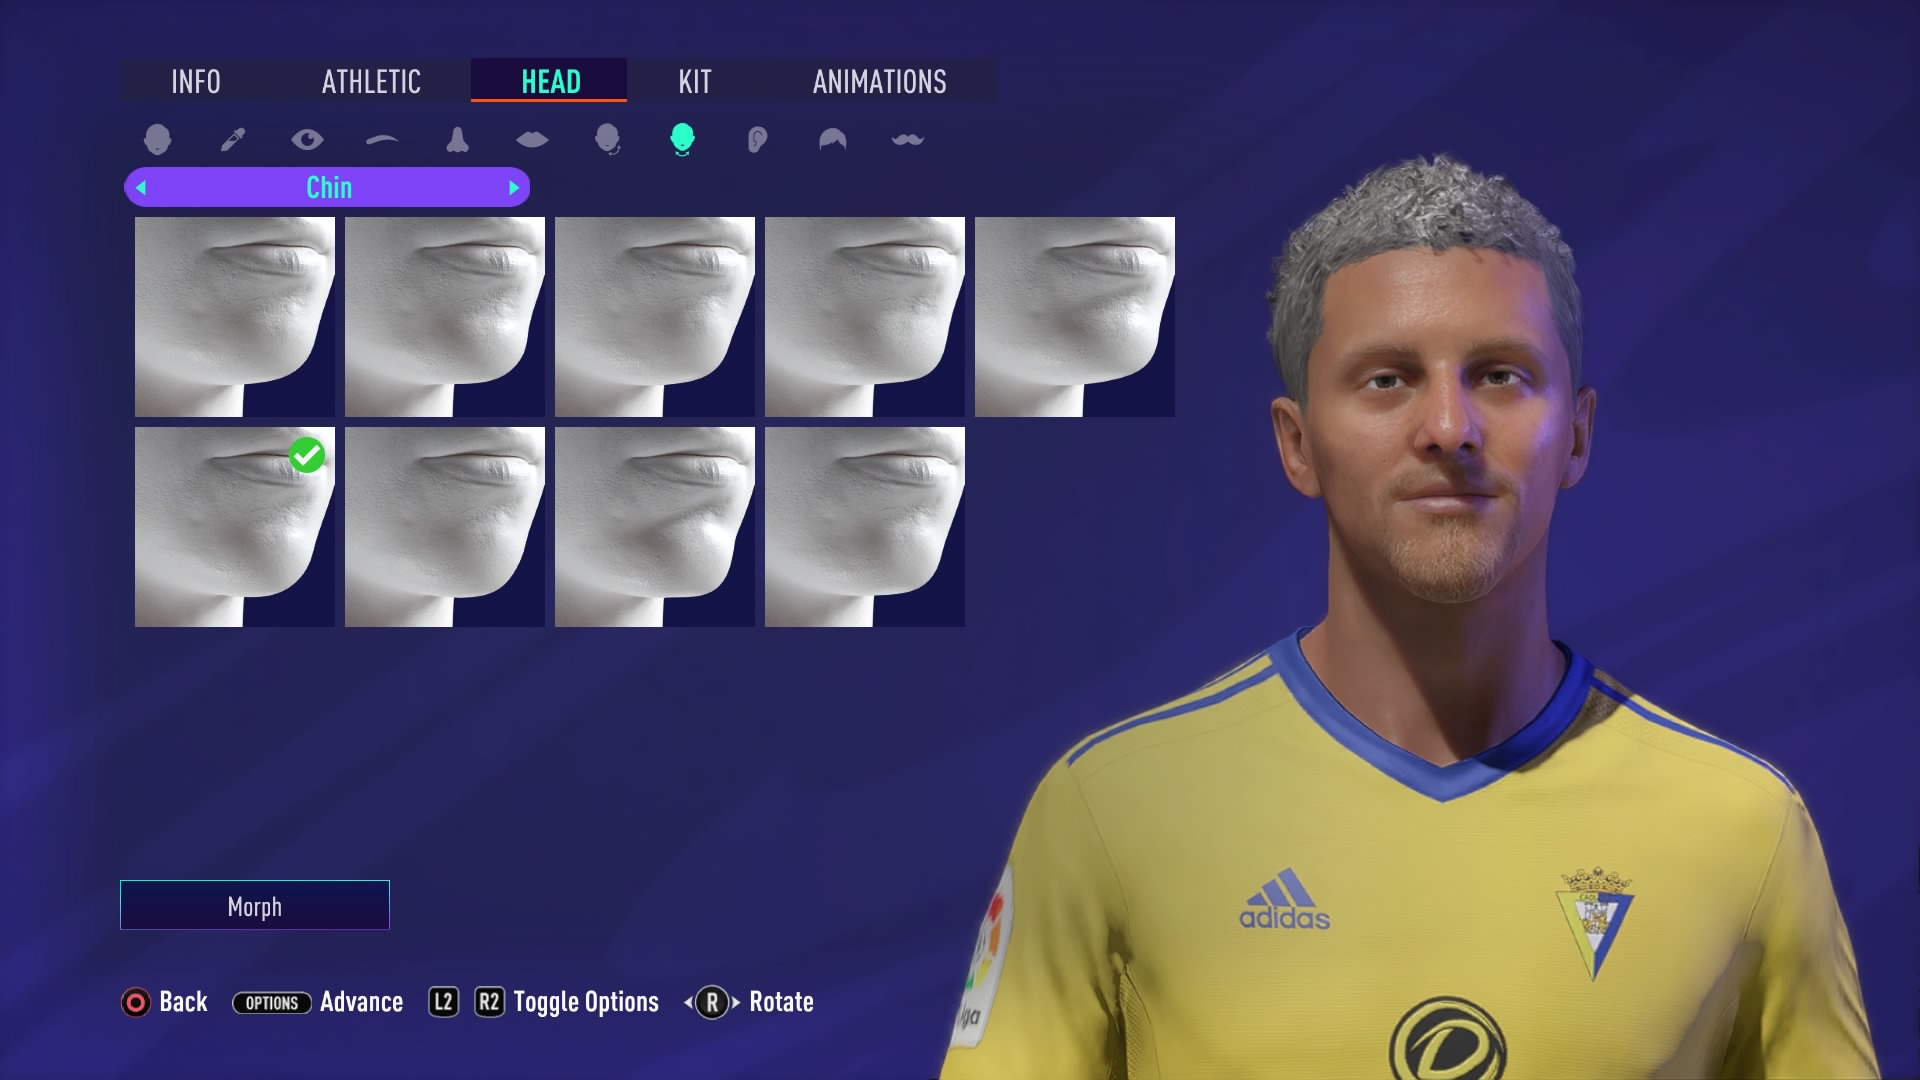 INFO ATHLETIC HEAD KIT ANIMATIONS
Chin
adidas
Morph
Back OPTIONS Advance L2 R2 Toggle Options R Rotate